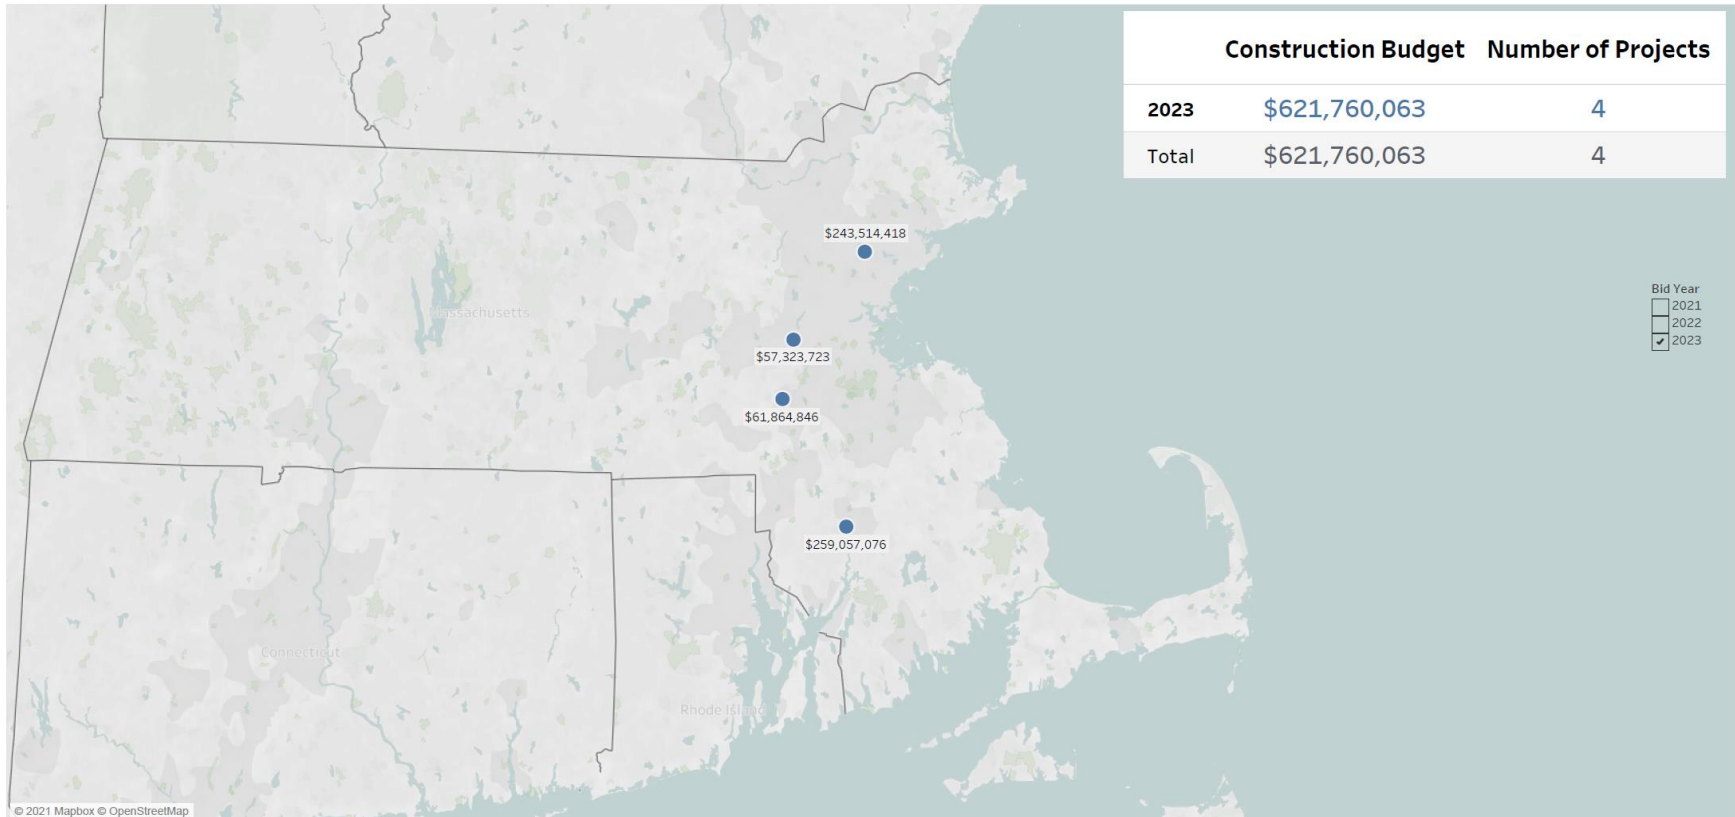 Construction Budget Number of Projects
2023 $621,760,063 4
Total $621,760,063 4
$243,514,418
Bid Year
2021
2022
2023
Massachusetts
$57,323,723
$61,864,846
$259,057,076
Connecticut
Rhode Island
© 2021 Mapbox © OpenStreetMap